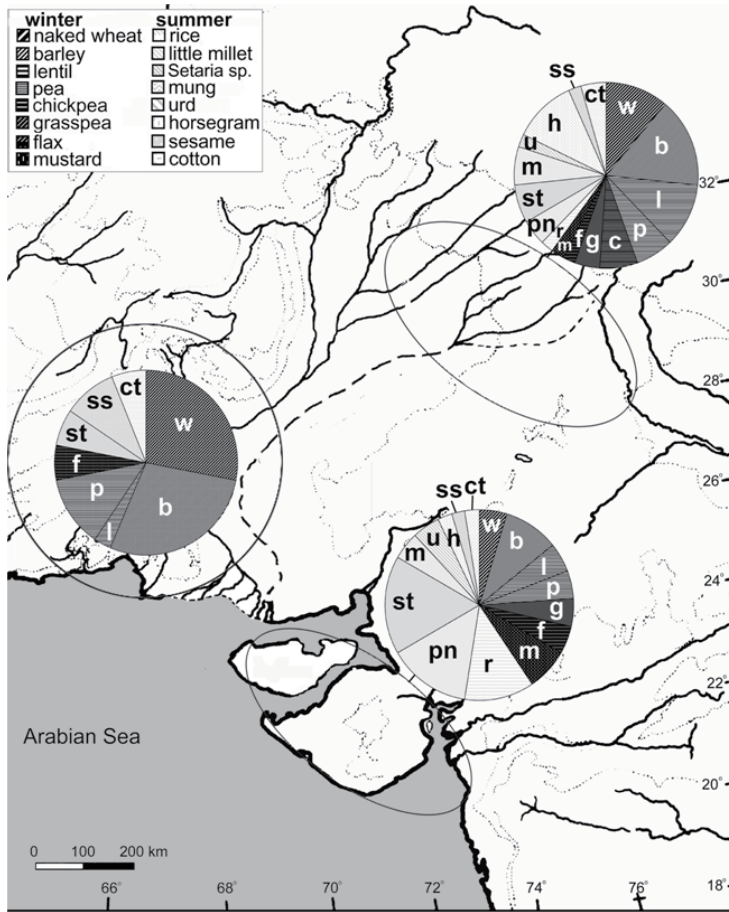 winter summer
naked wheat rice
barley little millet
lentil Setaria sp.
pea mung
chickpea urd
grasspea horsegram
flax sesame
mustard cotton
ss ct
h w
u b
m
st l
pn r m f g c p
32°
30°
28°
26°
24°
22°
20°
ct
ss w
st
f
p b
l
ss ct
u h w
m b
l
st p
g
f
pn r m
Arabian Sea
0 100 200 km
66° 68° 70° 72° 74° 76° 18°